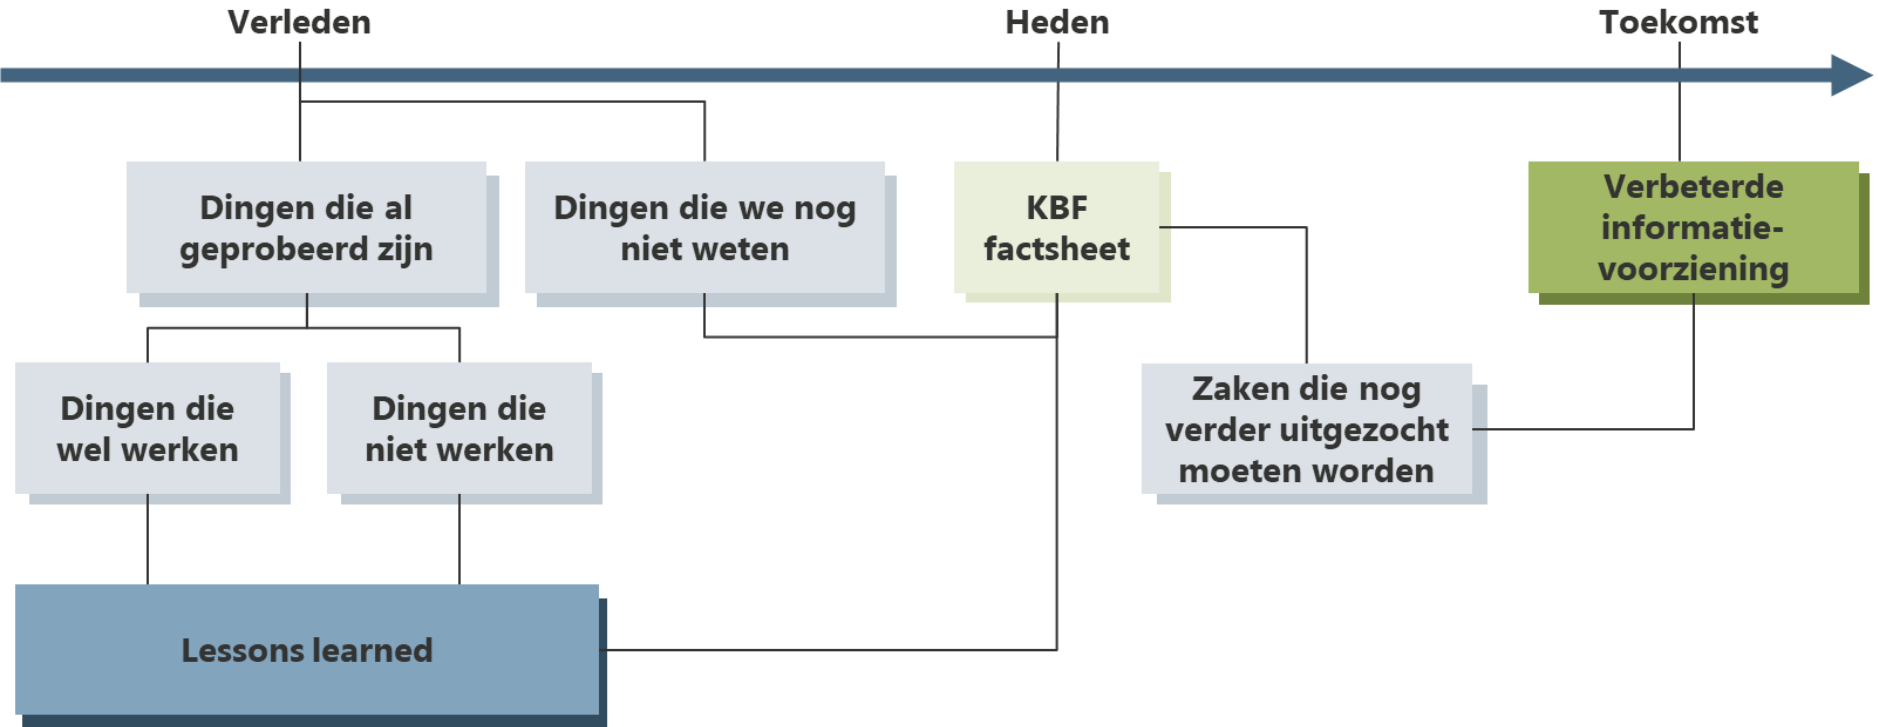 Verleden
Heden
Toekomst
Dingen die al
geprobeerd zijn
Dingen die we nog
niet weten
KBF
factsheet
Verbeterde
informatie-
voorziening
Dingen die
wel werken
Dingen die
niet werken
Zaken die nog
verder uitgezocht
moeten worden
Lessons learned